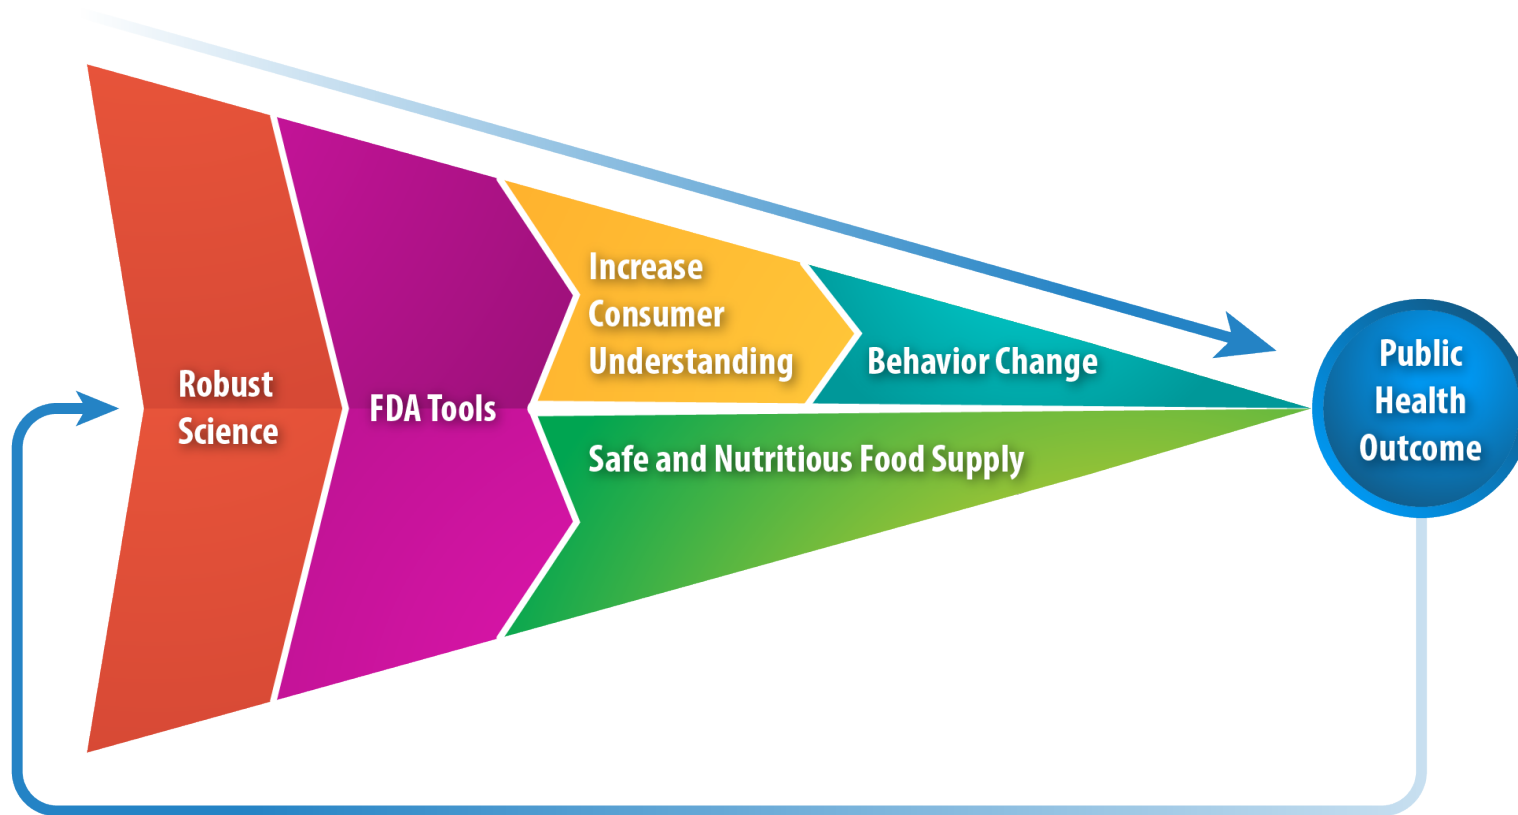 Robust
Science
FDA Tools
Increase
Consumer
Understanding
Behavior Change
Safe and Nutritious Food Supply
Public
Health
Outcome